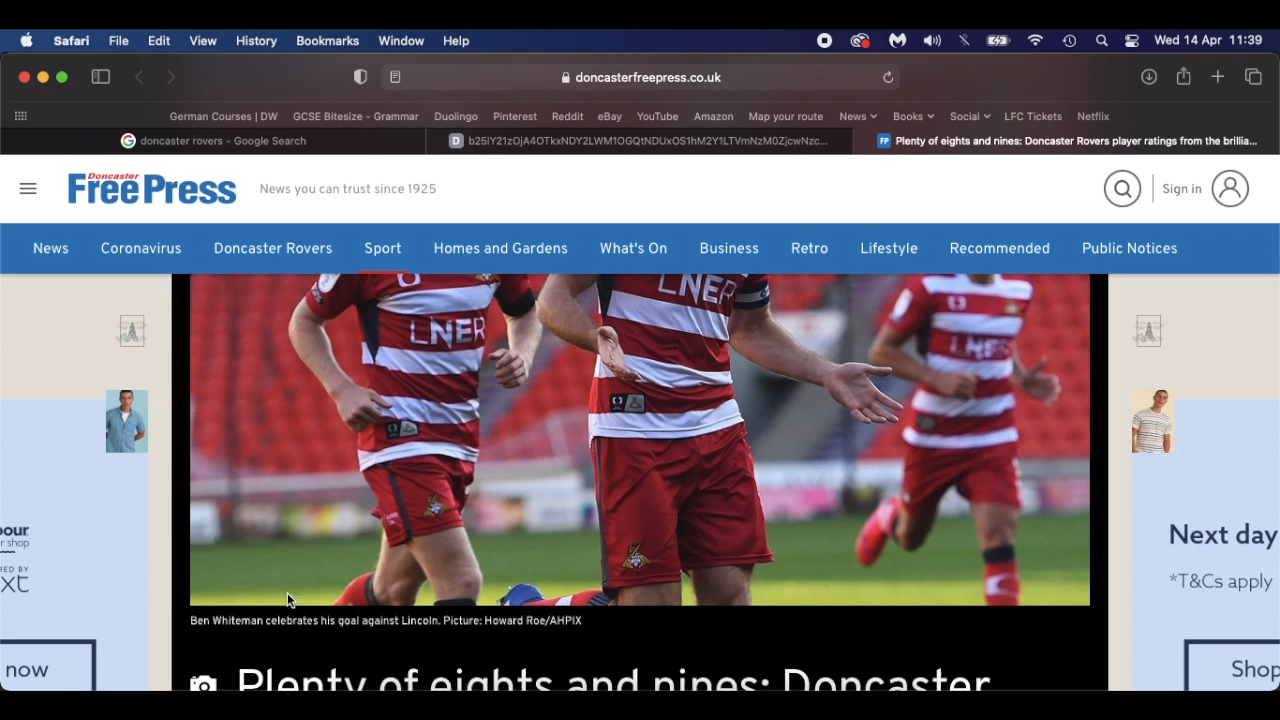 Safari File Edit View History Bookmarks Window Help Wed 14 Apr 11:39
doncasterfreepress.co.uk
German Courses | DW GCSE Bitesize - Grammar Duolingo Pinterest Reddit eBay YouTube Amazon Map your route News Books Social LFC Tickets Netflix
doncaster rovers - Google Search D b25lY21zOjA4OTkxNDY2LWM1OGQtNDUxOS1hM2Y1LTVmNzM0ZjcwNzc... FP Plenty of eights and nines: Doncaster Rovers player ratings from the brillia...
Doncaster
Free Press News you can trust since 1925 Sign in
News Coronavirus Doncaster Rovers Sport Homes and Gardens What's On Business Retro Lifestyle Recommended Public Notices
LNER LNER LNER
our
r shop
RED BY
xt
now
Next day
*T&Cs apply
Shop
Ben Whiteman celebrates his goal against Lincoln. Picture: Howard Roe/AHPIX
Plenty of eights and nines: Doncaster